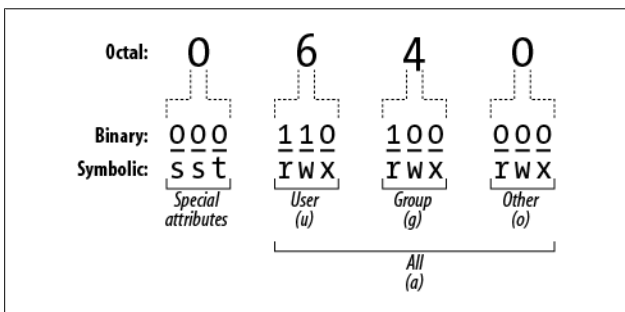 Octal: 0 6 4 0
Binary: 000 110 100 000
Symbolic: sst rwx rwx rwx
Special attributes User (u) Group (g) Other (o)
All
(a)